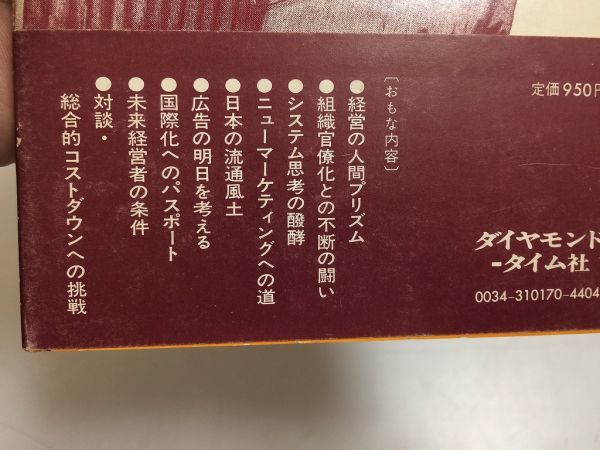 定価950円
〔おもな内容〕
●経営の人間プリズム
●組織官僚化との不断の闘い
●システム思考の醗酵
●ニューマーケティングへの道
●日本の流通風土
●広告の明日を考える
●国際化へのパスポート
●未来経営者の条件
●対談・
総合的コストダウンへの挑戦
ダイヤモンド
-タイム社
0034-310170-4404